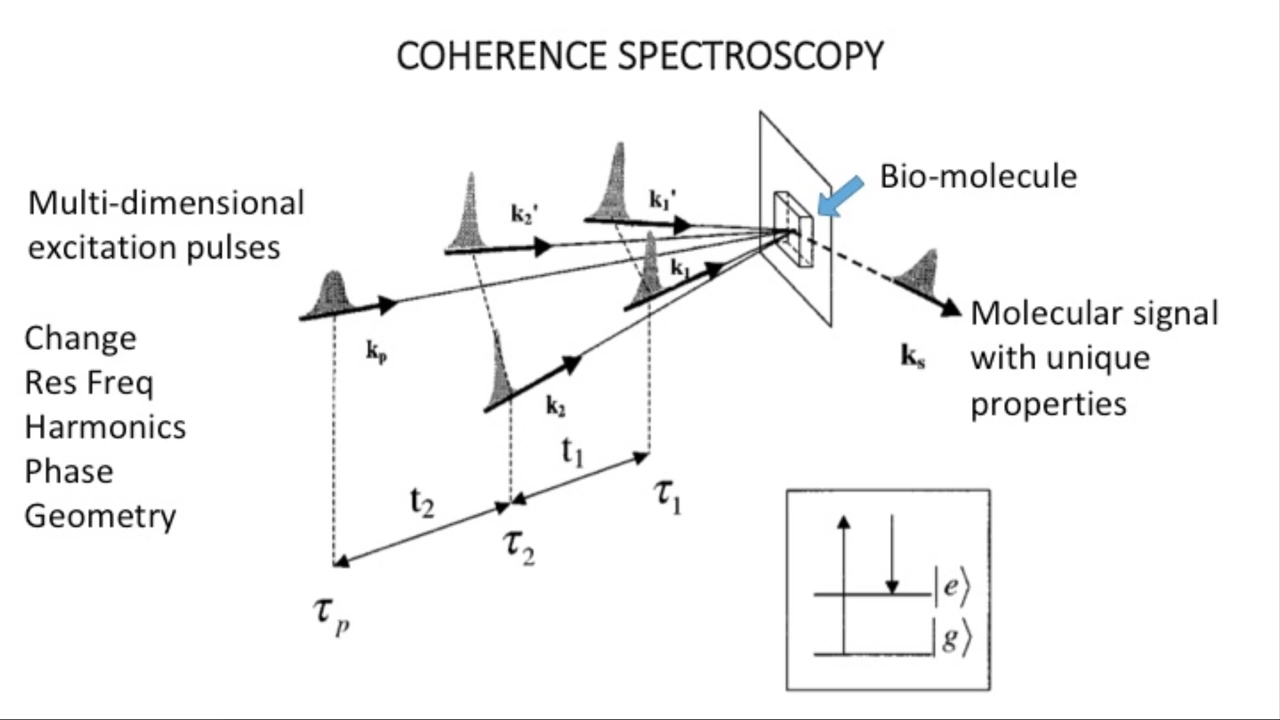 COHERENCE SPECTROSCOPY
Multi-dimensional
excitation pulses
Change
Res Freq
Harmonics
Phase
Geometry
k₂'
k₁'
k₁
kₚ
k₂
Bio-molecule
Molecular signal
with unique
properties
kₛ
t₁
t₂
τ₁
τ₂
τₚ
|e⟩
|g⟩